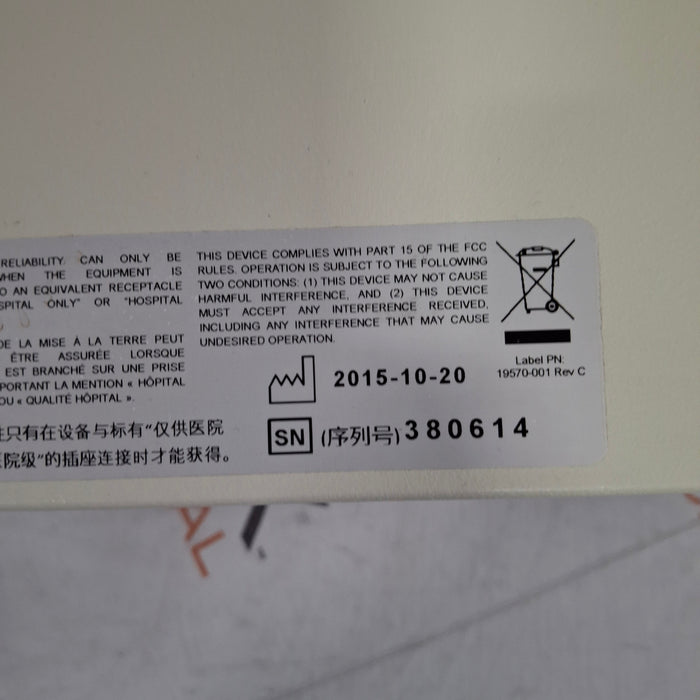 RELIABILITY CAN ONLY BE
WHEN THE EQUIPMENT IS
TO AN EQUIVALENT RECEPTACLE
"HOSPITAL ONLY" OR "HOSPITAL
DE LA MISE À LA TERRE PEUT
ÊTRE ASSURÉE LORSQUE
EST BRANCHÉ SUR UNE PRISE
PORTANT LA MENTION « HÔPITAL
OU « QUALITÉ HÔPITAL ».
性只有在设备与标有“仅供医院
医院级”的插座连接时才能获得。
THIS DEVICE COMPLIES WITH PART 15 OF THE FCC
RULES. OPERATION IS SUBJECT TO THE FOLLOWING
TWO CONDITIONS: (1) THIS DEVICE MAY NOT CAUSE
HARMFUL INTERFERENCE, AND (2) THIS DEVICE
MUST ACCEPT ANY INTERFERENCE RECEIVED,
INCLUDING ANY INTERFERENCE THAT MAY CAUSE
UNDESIRED OPERATION.
2015-10-20
SN (序列号) 380614
Label PN:
19570-001 Rev C
AL